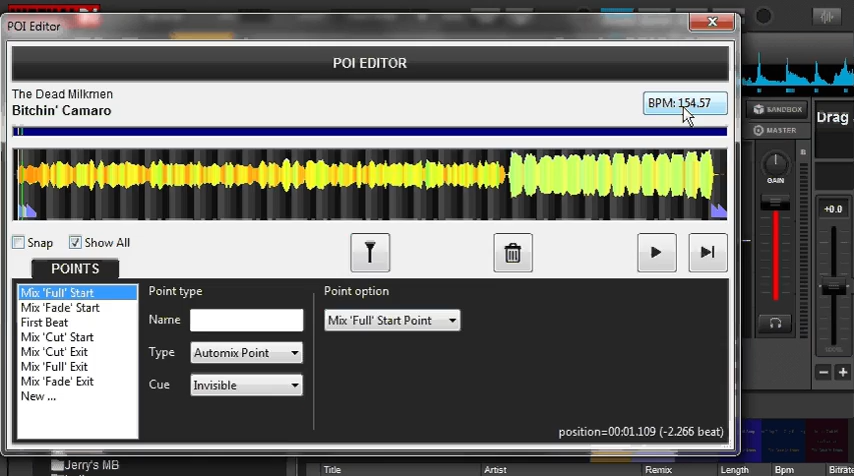 POI Editor
POI EDITOR
The Dead Milkmen
Bitchin' Camaro
BPM: 154.57
SANDBOX
MASTER
Drag
GAIN
+0.0
Snap
Show All
POINTS
Mix 'Full' Start
Mix 'Fade' Start
First Beat
Mix 'Cut' Start
Mix 'Cut' Exit
Mix 'Full' Exit
Mix 'Fade' Exit
New ...
Point type
Name
Type Automix Point
Cue Invisible
Point option
Mix 'Full' Start Point
position=00:01.109 (-2.266 beat)
Jerry's MB
Title Artist Remix Length Bpm Bitrate